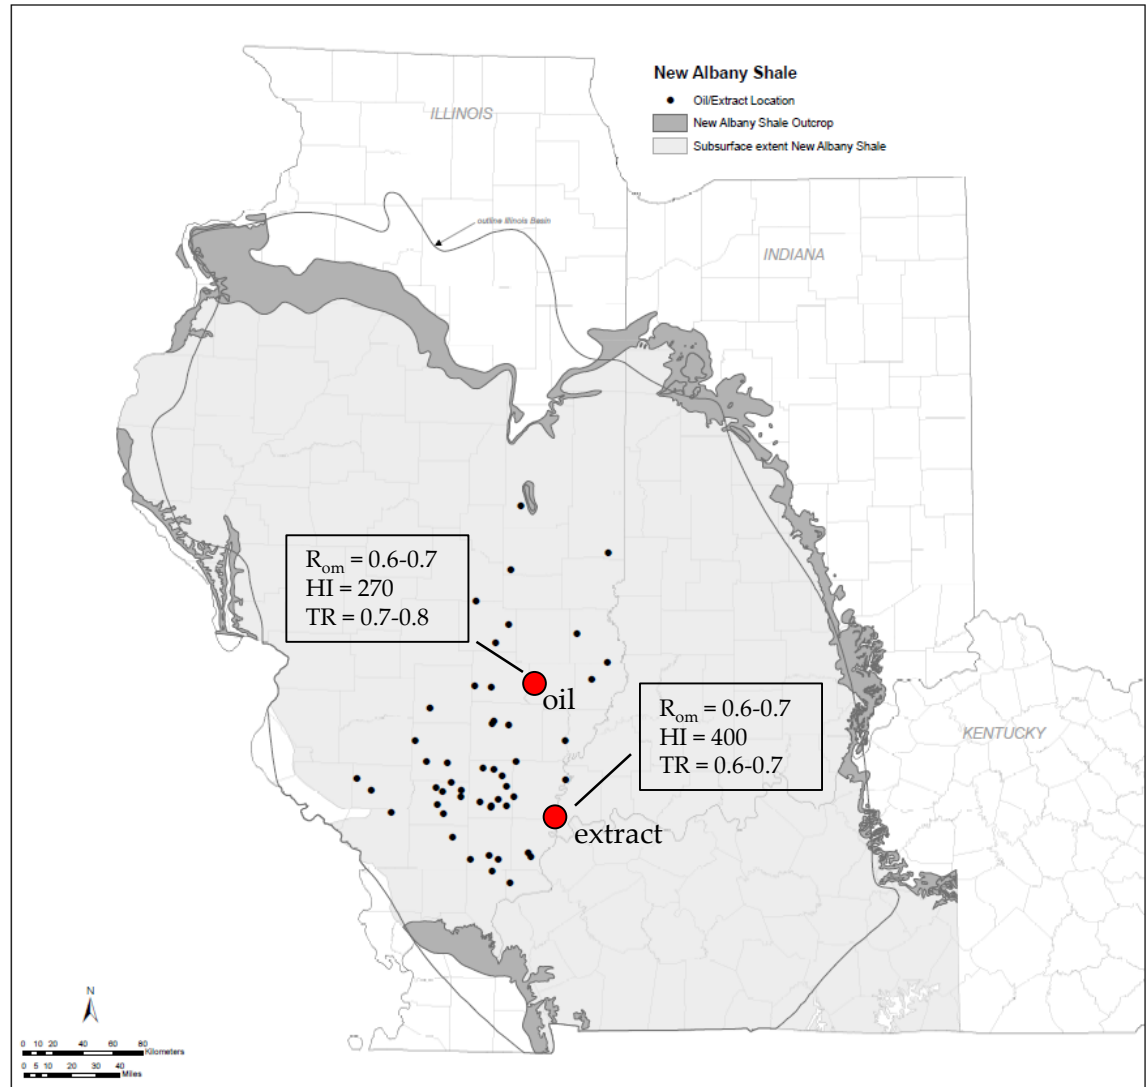 New Albany Shale
Oil/Extract Location
New Albany Shale Outcrop
Subsurface extent New Albany Shale
ILLINOIS
outline Illinois Basin
INDIANA
Rom = 0.6-0.7
HI = 270
TR = 0.7-0.8
oil
Rom = 0.6-0.7
HI = 400
TR = 0.6-0.7
KENTUCKY
extract
N
0 10 20 40 60 80
Kilometers
0 5 10 20 30 40
Miles